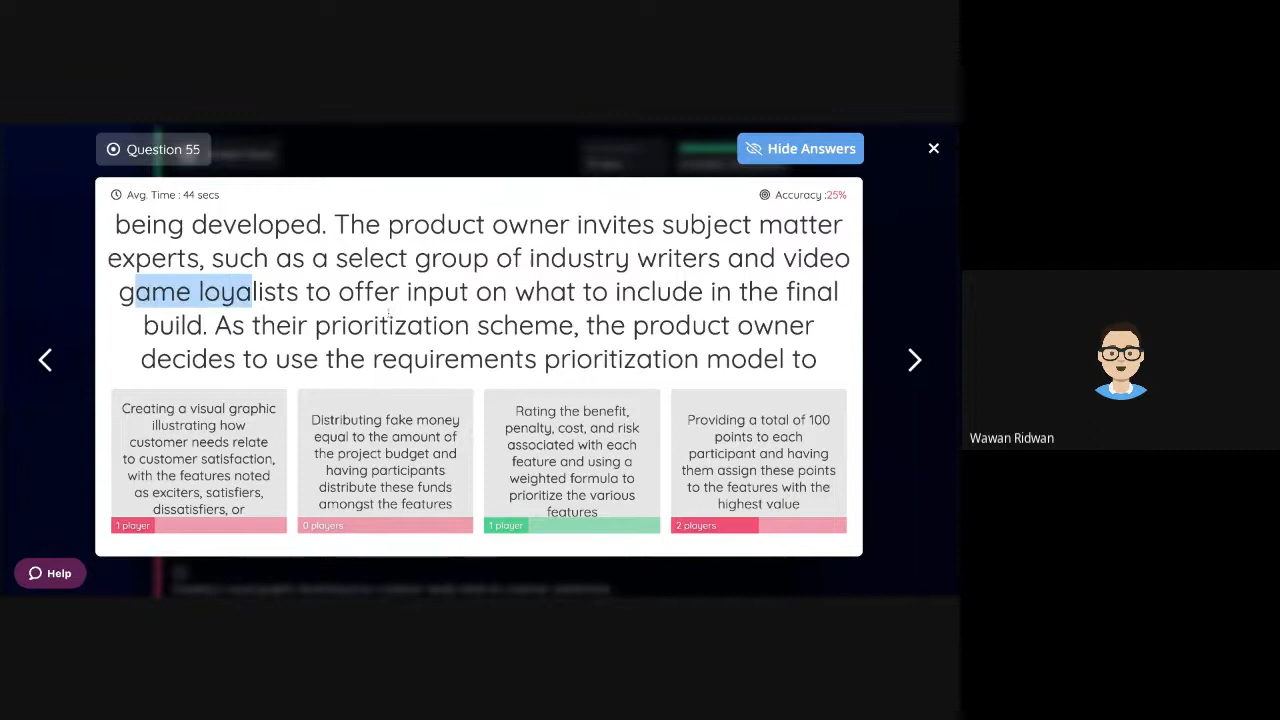 Question 55
Hide Answers
Avg. Time : 44 secs
Accuracy :25%
being developed. The product owner invites subject matter
experts, such as a select group of industry writers and video
game loyalists to offer input on what to include in the final
build. As their prioritization scheme, the product owner
decides to use the requirements prioritization model to
Creating a visual graphic
illustrating how
customer needs relate
to customer satisfaction,
with the features noted
as exciters, satisfiers,
dissatisfiers, or
1 player
Distributing fake money
equal to the amount of
the project budget and
having participants
distribute these funds
amongst the features
0 players
Rating the benefit,
penalty, cost, and risk
associated with each
feature and using a
weighted formula to
prioritize the various
features
1 player
Providing a total of 100
points to each
participant and having
them assign these points
to the features with the
highest value
2 players
Wawan Ridwan
Help